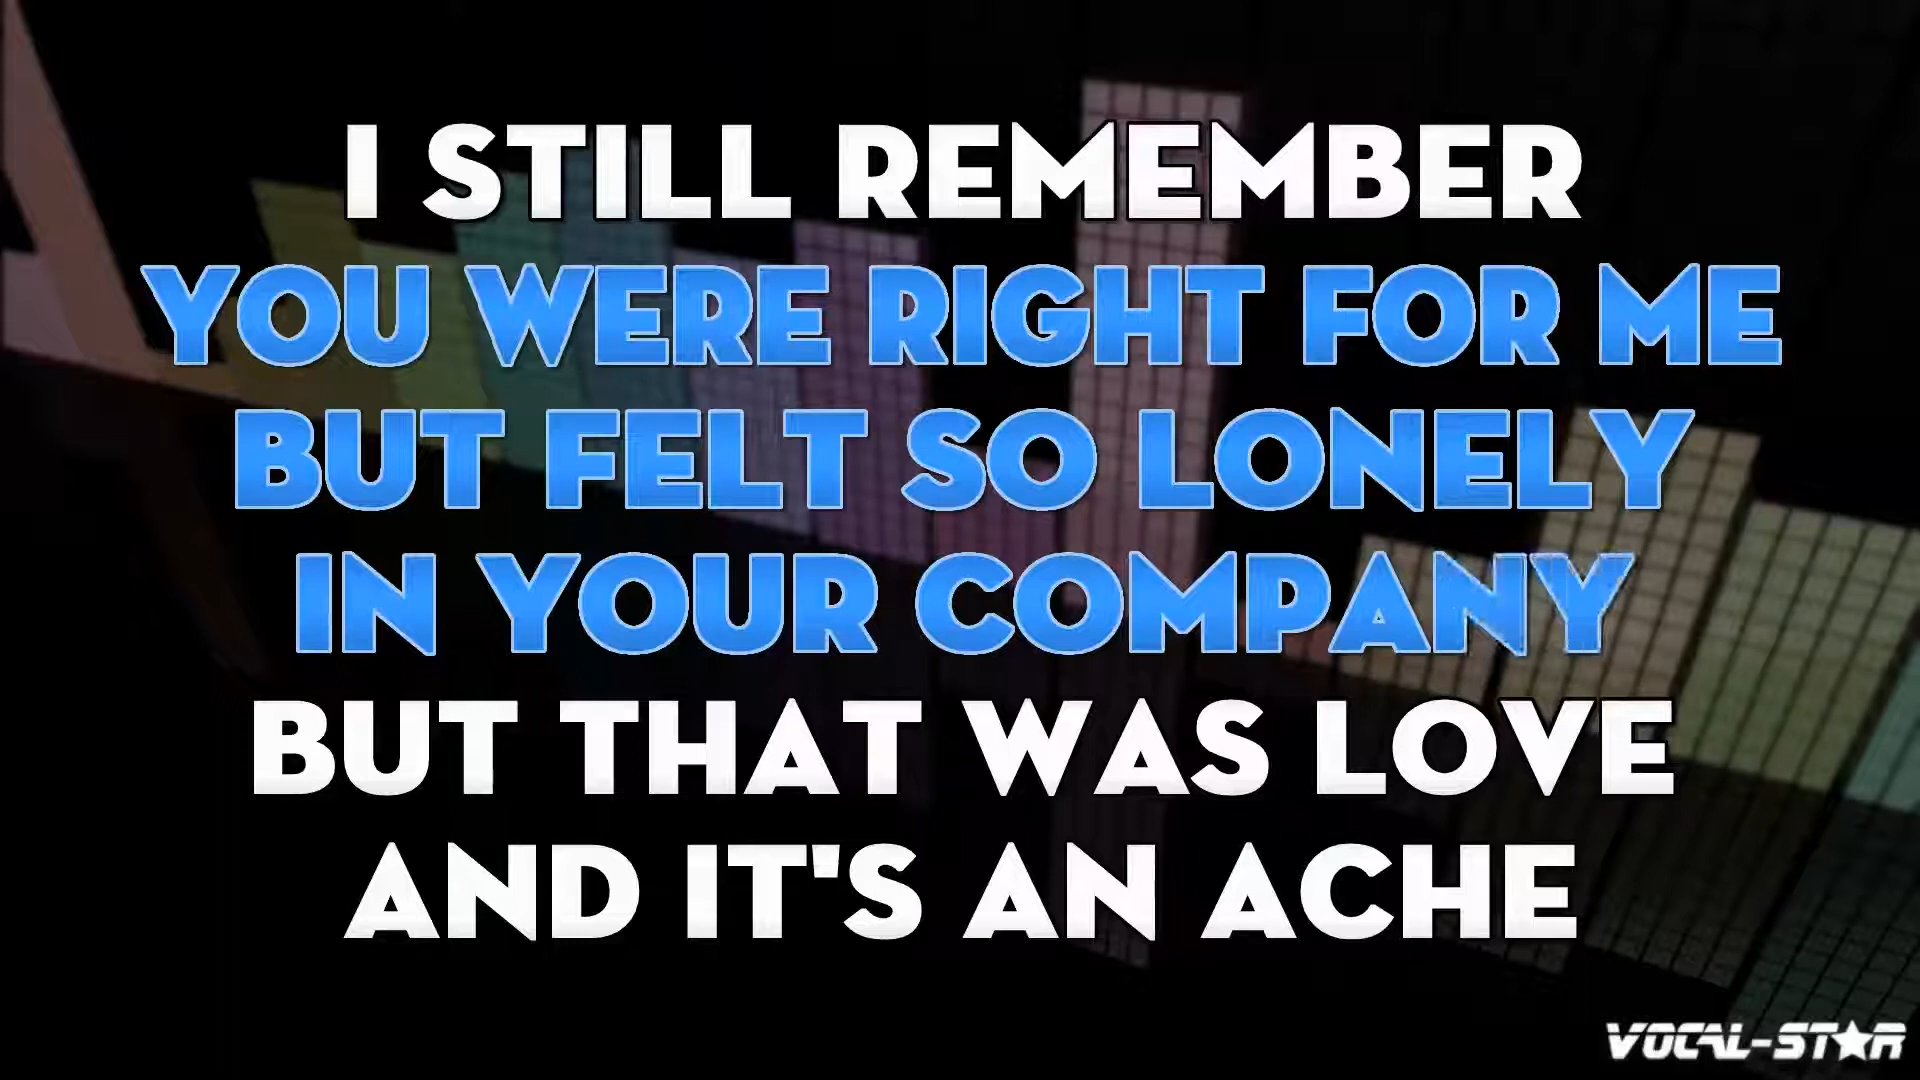 I STILL REMEMBER
YOU WERE RIGHT FOR ME
BUT FELT SO LONELY
IN YOUR COMPANY
BUT THAT WAS LOVE
AND IT'S AN ACHE
VOCAL-STAR